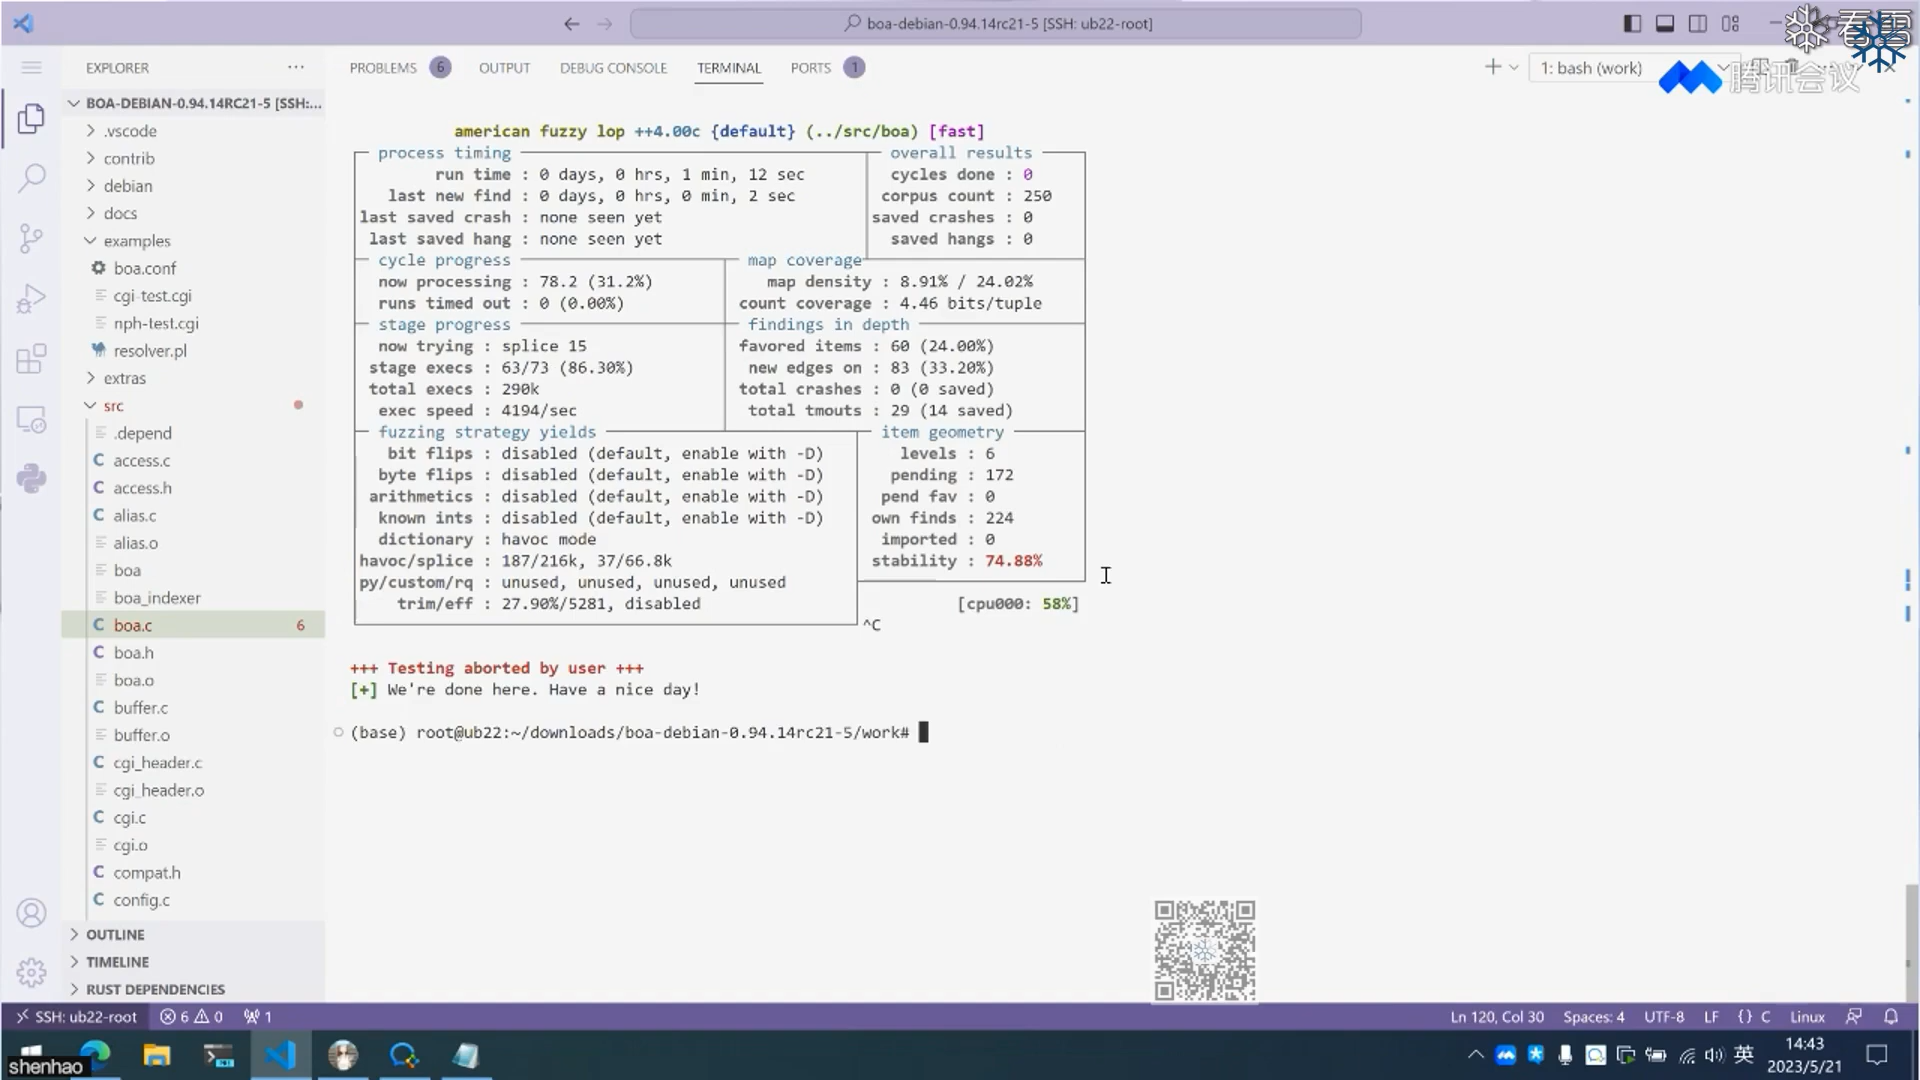 boa-debian-0.94.14rc21-5 [SSH: ub22-root]
看雪
EXPLORER
PROBLEMS 6 OUTPUT DEBUG CONSOLE TERMINAL PORTS 1
1: bash (work)
腾讯会议
BOA-DEBIAN-0.94.14RC21-5 [SSH:...
.vscode
contrib
debian
docs
examples
boa.conf
cgi-test.cgi
nph-test.cgi
resolver.pl
extras
src
.depend
access.c
access.h
alias.c
alias.o
boa
boa_indexer
boa.c 6
boa.h
boa.o
buffer.c
buffer.o
cgi_header.c
cgi_header.o
cgi.c
cgi.o
compat.h
config.c
OUTLINE
TIMELINE
RUST DEPENDENCIES
american fuzzy lop ++4.00c {default} (../src/boa) [fast]
process timing overall results
run time : 0 days, 0 hrs, 1 min, 12 sec cycles done : 0
last new find : 0 days, 0 hrs, 0 min, 2 sec corpus count : 250
last saved crash : none seen yet saved crashes : 0
last saved hang : none seen yet saved hangs : 0
cycle progress map coverage
now processing : 78.2 (31.2%) map density : 8.91% / 24.02%
runs timed out : 0 (0.00%) count coverage : 4.46 bits/tuple
stage progress findings in depth
now trying : splice 15 favored items : 60 (24.00%)
stage execs : 63/73 (86.30%) new edges on : 83 (33.20%)
total execs : 290k total crashes : 0 (0 saved)
exec speed : 4194/sec total tmouts : 29 (14 saved)
fuzzing strategy yields item geometry
bit flips : disabled (default, enable with -D) levels : 6
byte flips : disabled (default, enable with -D) pending : 172
arithmetics : disabled (default, enable with -D) pend fav : 0
known ints : disabled (default, enable with -D) own finds : 224
dictionary : havoc mode imported : 0
havoc/splice : 187/216k, 37/66.8k stability : 74.88%
py/custom/rq : unused, unused, unused, unused
trim/eff : 27.90%/5281, disabled [cpu000: 58%]
^C
+++ Testing aborted by user +++
[+] We're done here. Have a nice day!
(base) root@ub22:~/downloads/boa-debian-0.94.14rc21-5/work#
SSH: ub22-root 6 0 1 Ln 120, Col 30 Spaces: 4 UTF-8 LF {} C Linux
shenhao
英
14:43
2023/5/21